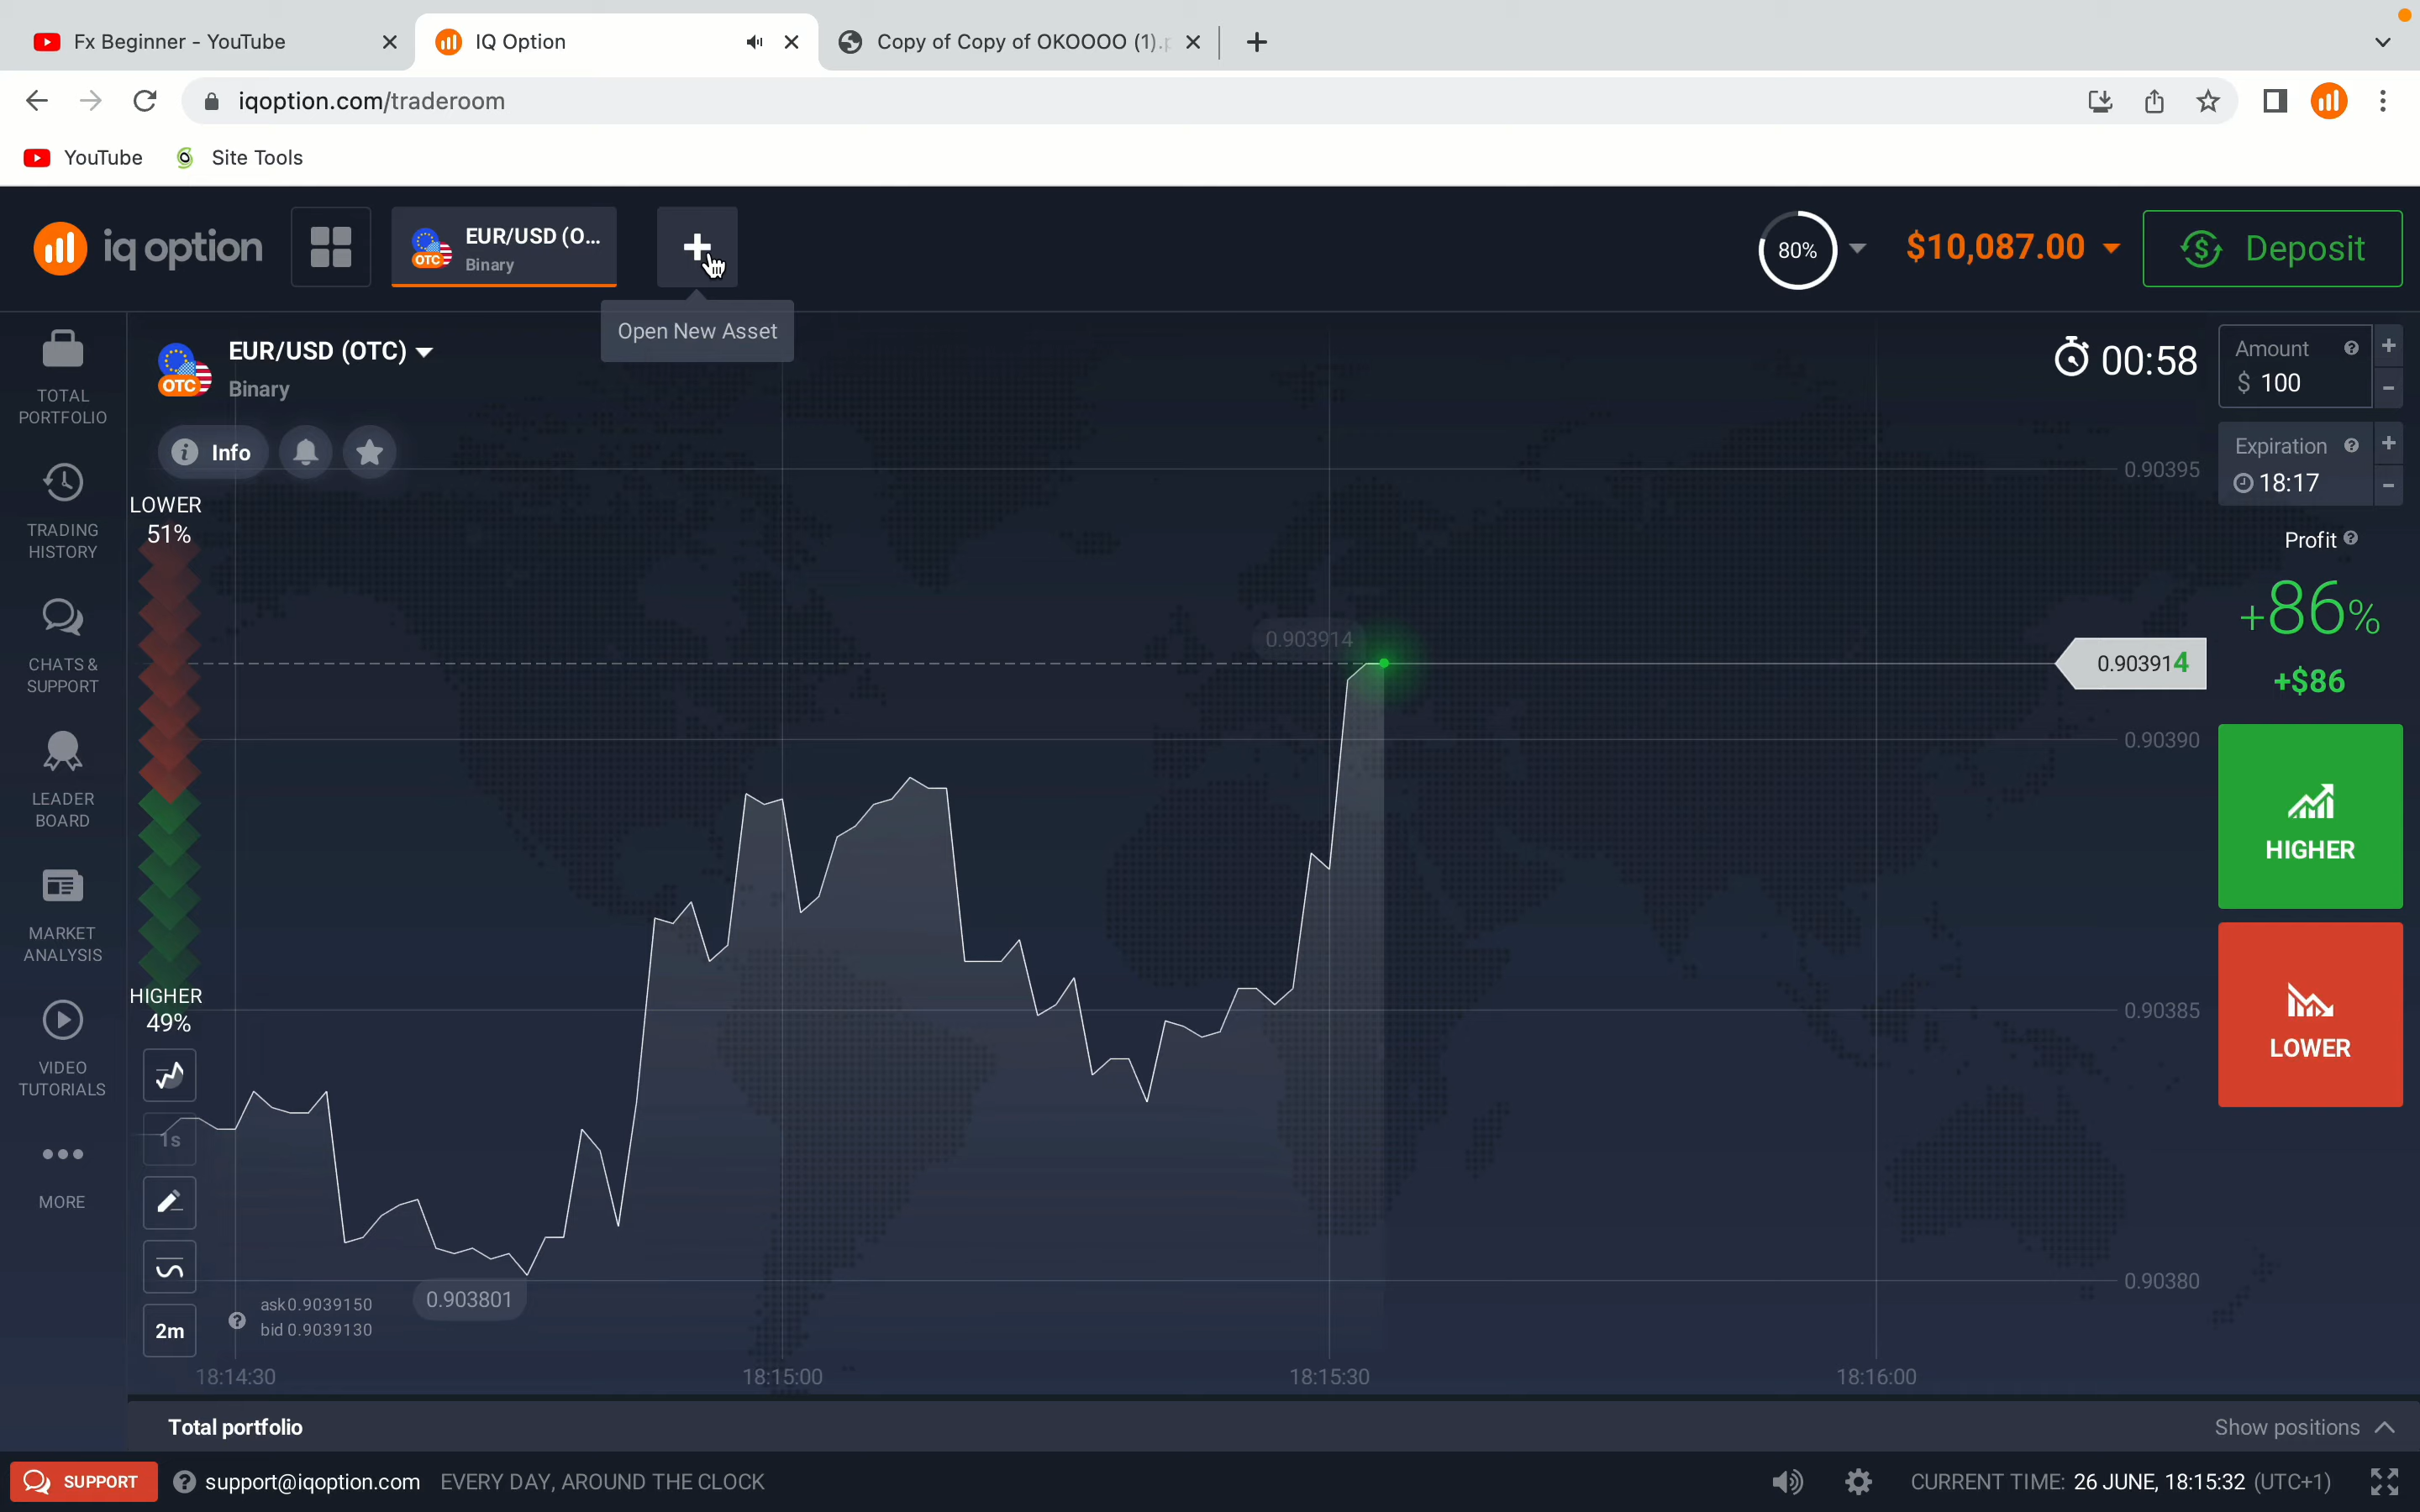 Fx Beginner - YouTube
IQ Option
Copy of Copy of OKOOOO (1).p
iqoption.com/traderoom
YouTube
Site Tools
iq option
OTC
EUR/USD (O...
Binary
80%
$10,087.00
Deposit
Open New Asset
TOTAL
PORTFOLIO
TRADING
HISTORY
CHATS &
SUPPORT
LEADER
BOARD
MARKET
ANALYSIS
VIDEO
TUTORIALS
MORE
OTC
EUR/USD (OTC)
Binary
Info
LOWER
51%
HIGHER
49%
1s
2m
ask 0.9039150
bid 0.9039130
0.903801
0.903914
00:58
0.90395
0.903914
0.90390
0.90385
0.90380
18:14:30
18:15:00
18:15:30
18:16:00
Amount
$ 100
Expiration
18:17
Profit
+86%
+$86
HIGHER
LOWER
Total portfolio
Show positions
SUPPORT
support@iqoption.com EVERY DAY, AROUND THE CLOCK
CURRENT TIME: 26 JUNE, 18:15:32 (UTC+1)